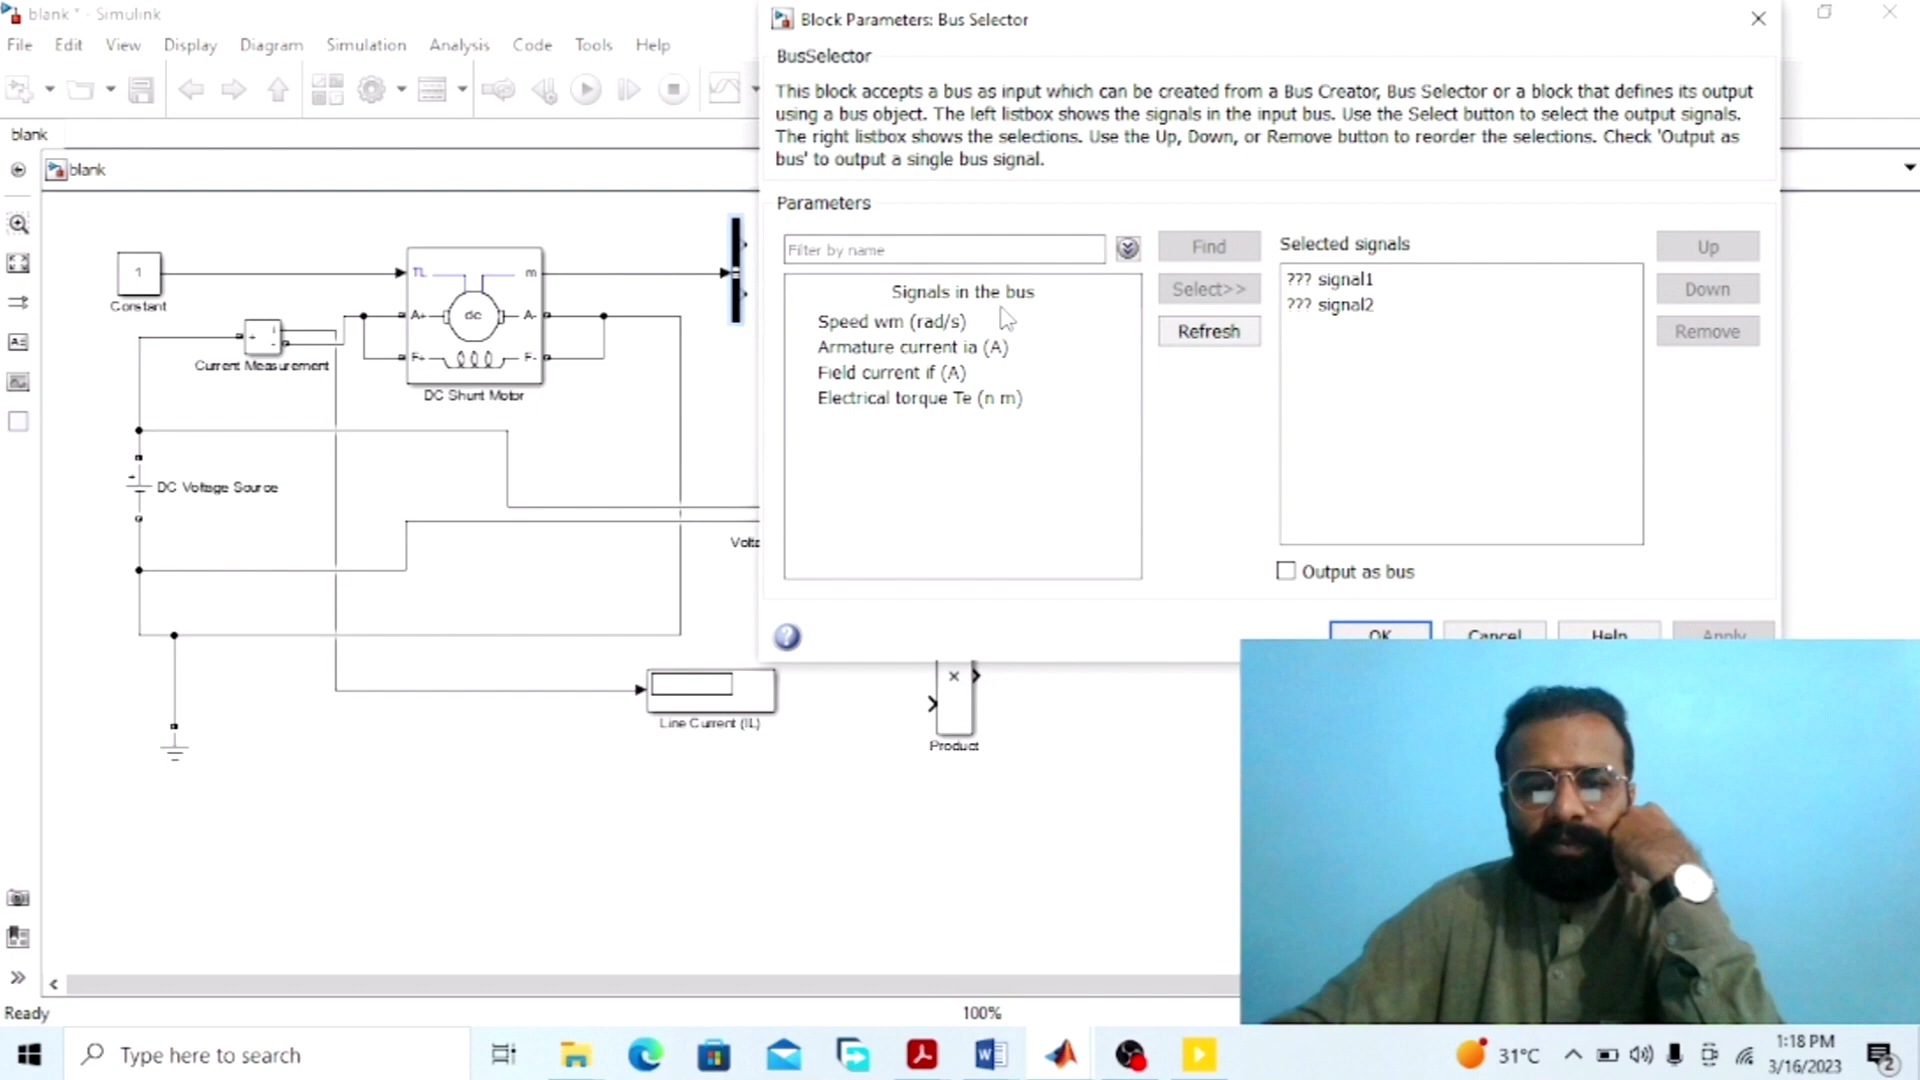 blank * - Simulink
File Edit View Display Diagram Simulation Analysis Code Tools Help
blank
blank
1
Constant
TL
m
A+
dc
A-
F+
F-
DC Shunt Motor
+
i
-
Current Measurement
+
DC Voltage Source
Line Current (IL)
×
Product
Block Parameters: Bus Selector
BusSelector
This block accepts a bus as input which can be created from a Bus Creator, Bus Selector or a block that defines its output
using a bus object. The left listbox shows the signals in the input bus. Use the Select button to select the output signals.
The right listbox shows the selections. Use the Up, Down, or Remove button to reorder the selections. Check 'Output as
bus' to output a single bus signal.
Parameters
Filter by name
Find
Select>>
Refresh
Signals in the bus
Speed wm (rad/s)
Armature current ia (A)
Field current if (A)
Electrical torque Te (n m)
Selected signals
??? signal1
??? signal2
Up
Down
Remove
Output as bus
?
OK Cancel Help Apply
Ready
100%
Type here to search
31°C
1:18 PM
3/16/2023
2